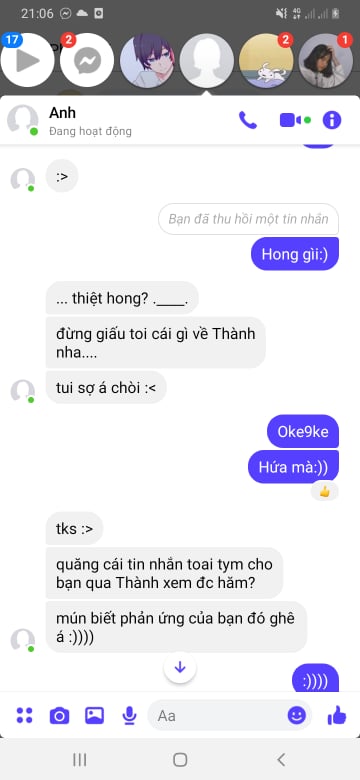 21:06
17
2
2
1
Anh
Đang hoạt động
:>
Bạn đã thu hồi một tin nhắn
Hong gìi:)
... thiệt hong? .____.
đừng giấu toi cái gì về Thành
nha....
tui sợ á chòi :<
Oke9ke
Hứa mà:))
tks :>
quăng cái tin nhắn toai tym cho
bạn qua Thành xem đc hăm?
mún biết phản ứng của bạn đó ghê
á :))))
:))))
Aa